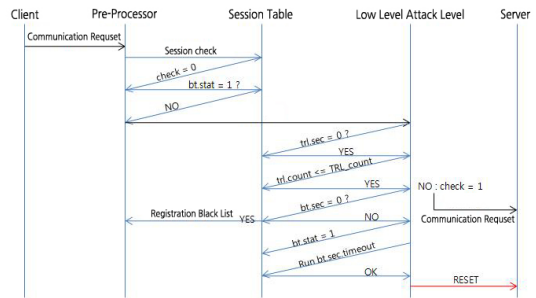 Client Pre-Processor Session Table Low Level Attack Level Server
Communication Requset
Session check
check = 0
bt.stat = 1 ?
NO
trl.sec = 0 ?
YES
trl.count <= TRL_count
YES NO : check = 1
bt.sec = 0 ?
Registration Black List YES NO Communication Requset
bt.stat = 1
Run bt.sec.timeout
OK
RESET